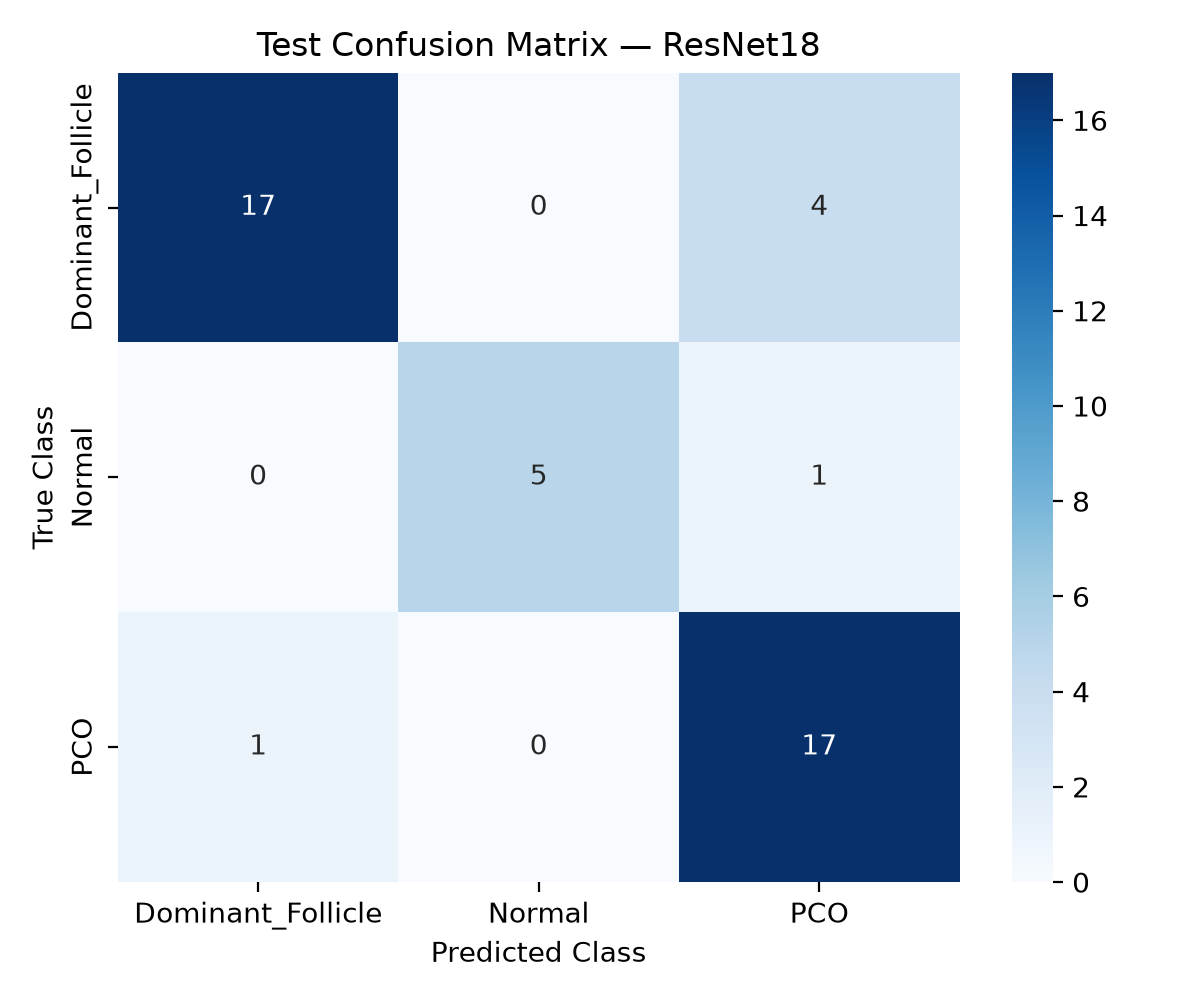 Test Confusion Matrix — ResNet18
True Class
Dominant_Follicle
17
0
4
Normal
0
5
1
PCO
1
0
17
Dominant_Follicle
Normal
PCO
Predicted Class
16
14
12
10
8
6
4
2
0